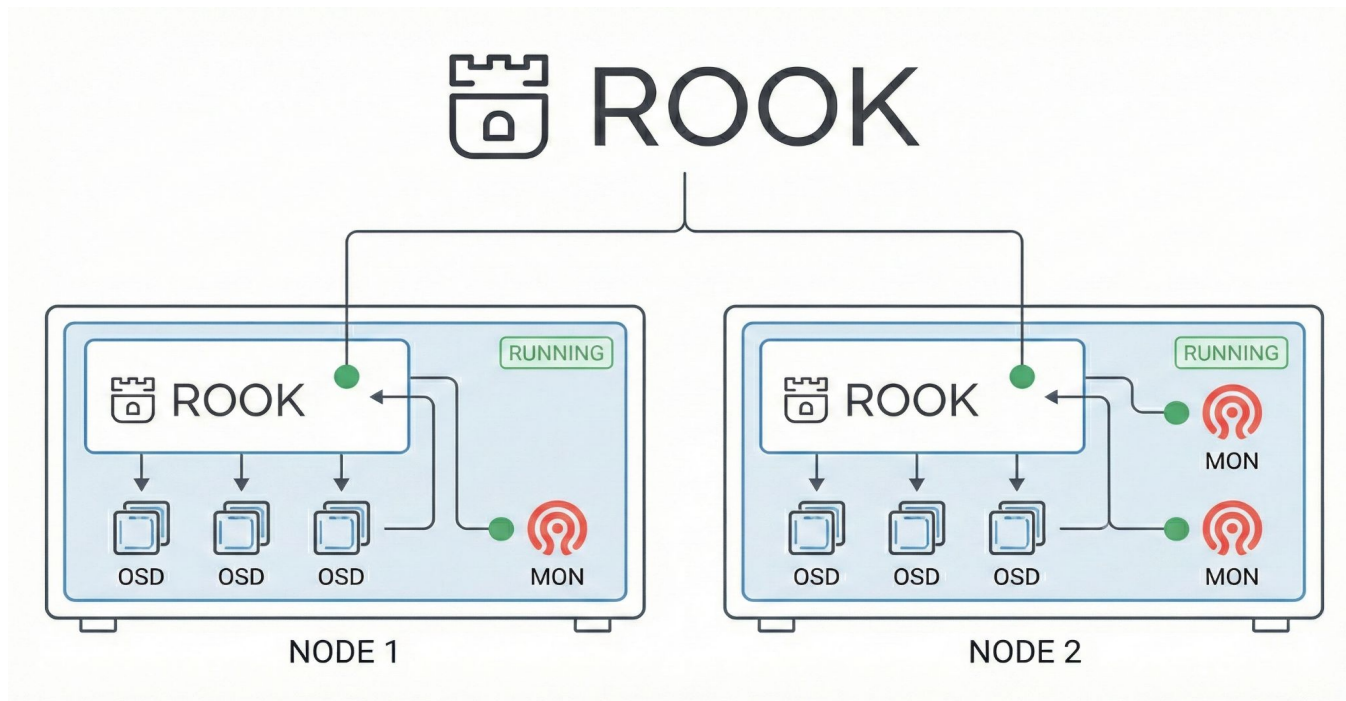 ROOK
RUNNING
ROOK
OSD OSD OSD MON
NODE 1
RUNNING
ROOK
MON
OSD OSD OSD MON
NODE 2